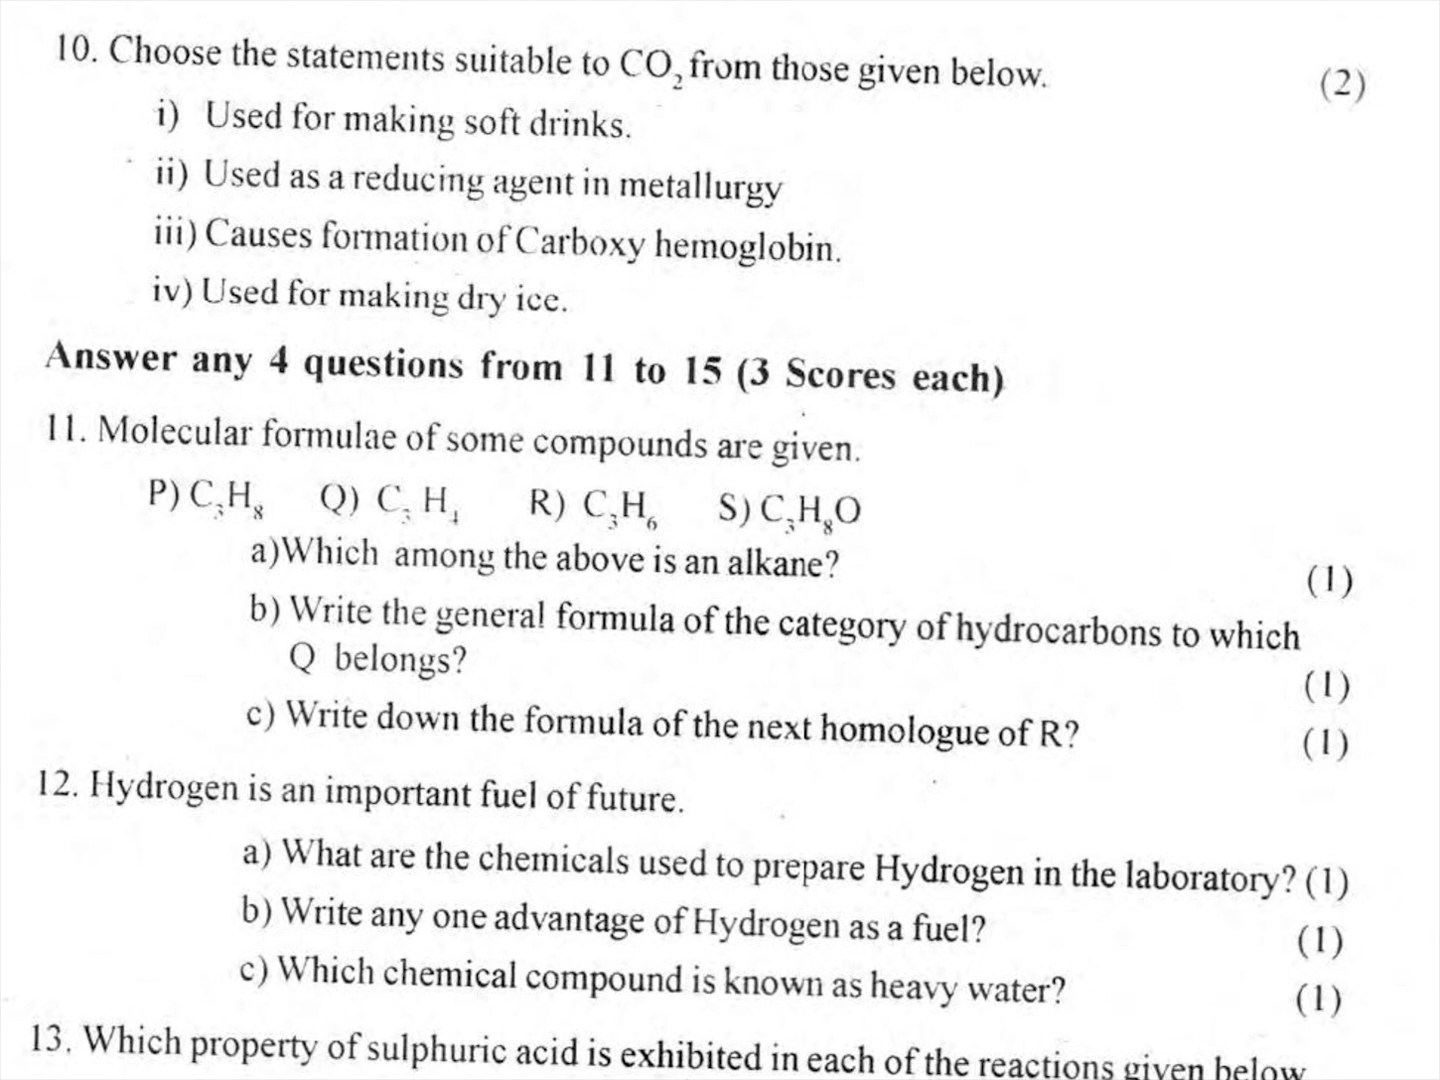 10. Choose the statements suitable to CO₂ from those given below. (2)
i) Used for making soft drinks.
ii) Used as a reducing agent in metallurgy
iii) Causes formation of Carboxy hemoglobin.
iv) Used for making dry ice.
Answer any 4 questions from 11 to 15 (3 Scores each)
11. Molecular formulae of some compounds are given.
P) C₃H₈ Q) C₃ H₄ R) C₃H₆ S) C₃H₈O
a)Which among the above is an alkane? (1)
b) Write the general formula of the category of hydrocarbons to which
Q belongs? (1)
c) Write down the formula of the next homologue of R? (1)
12. Hydrogen is an important fuel of future.
a) What are the chemicals used to prepare Hydrogen in the laboratory? (1)
b) Write any one advantage of Hydrogen as a fuel? (1)
c) Which chemical compound is known as heavy water? (1)
13. Which property of sulphuric acid is exhibited in each of the reactions given below